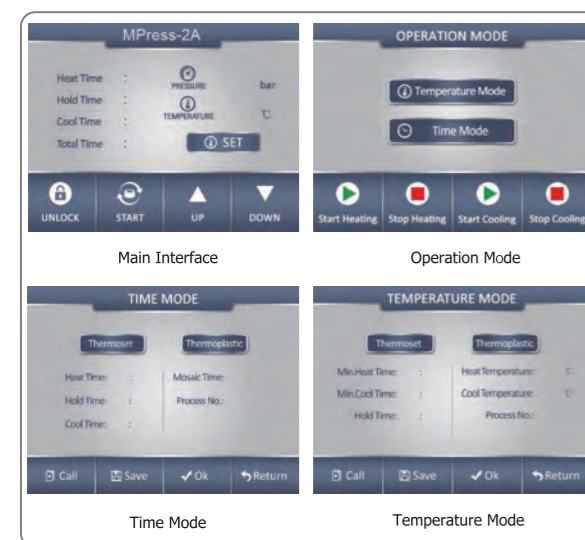 MPress-2A
Heat Time :
PRESSURE
bar
Hold Time :
Cool Time :
TEMPERATURE
℃
Total Time :
SET
UNLOCK START UP DOWN
Main Interface
OPERATION MODE
Temperature Mode
Time Mode
Start Heating Stop Heating Start Cooling Stop Cooling
Operation Mode
TIME MODE
Thermoset Thermoplastic
Heat Time: : Mosaic Time: :
Hold Time: : Process No.:
Cool Time: :
Call Save Ok Return
Time Mode
TEMPERATURE MODE
Thermoset Thermoplastic
Min.Heat Time: : Heat Temperature: ℃
Min.Cool Time: : Cool Temperature: ℃
Hold Time: : Process No.:
Call Save Ok Return
Temperature Mode